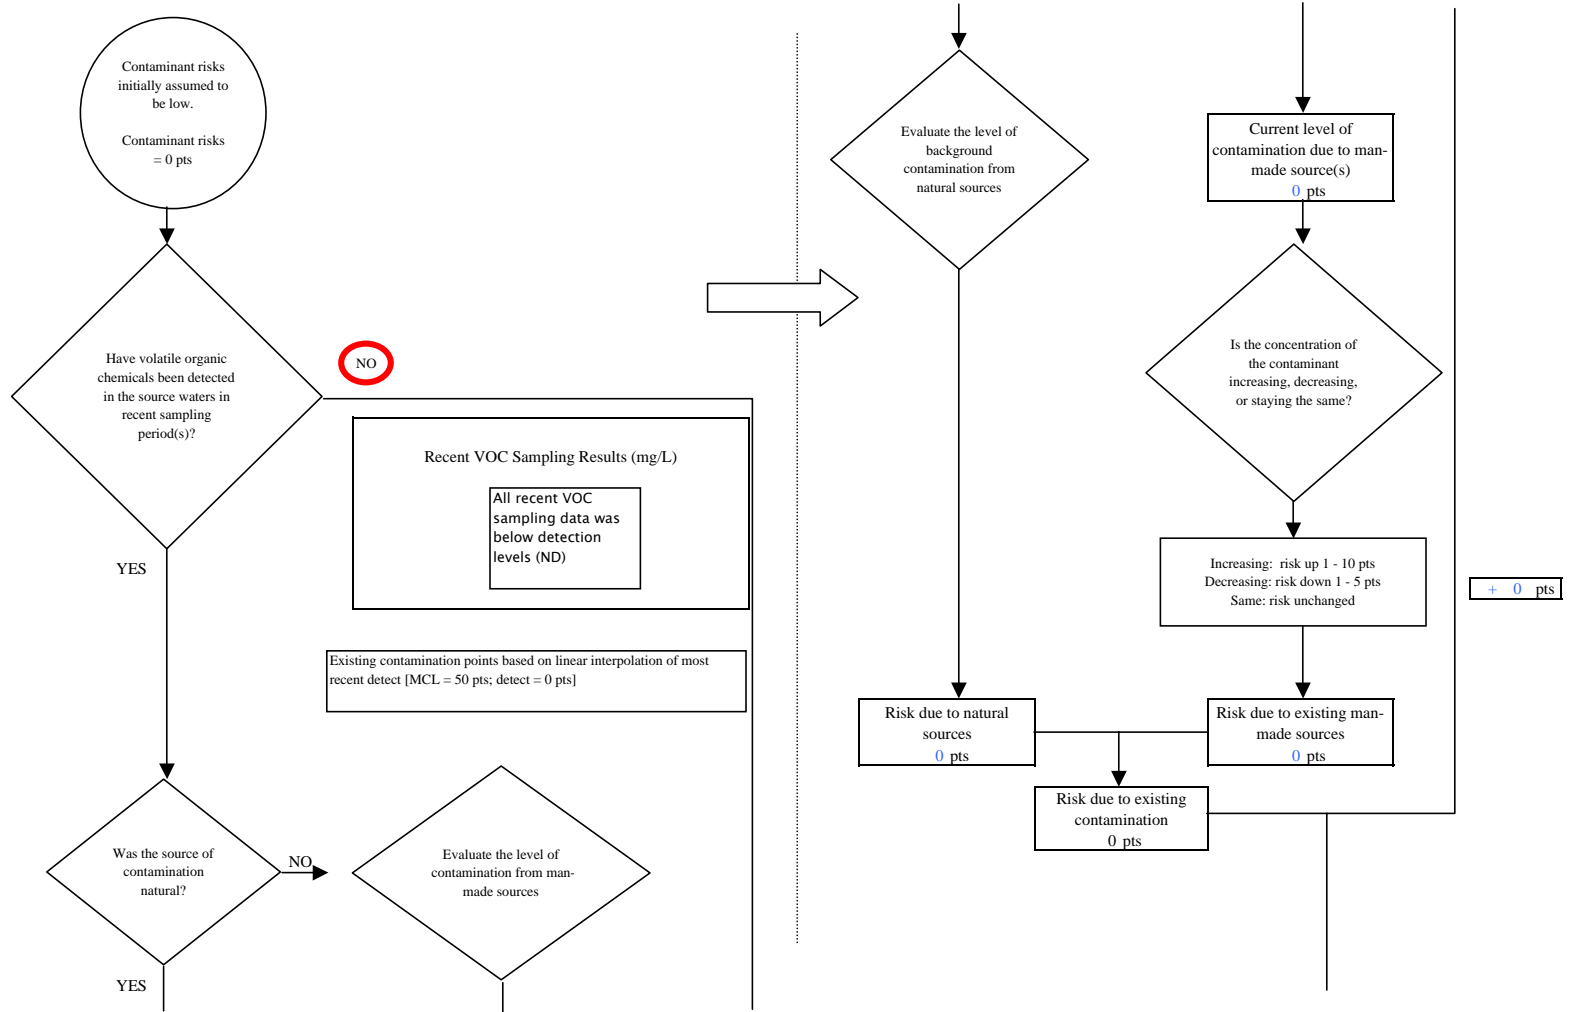 Contaminant risks
initially assumed to
be low.
Contaminant risks
= 0 pts
Have volatile organic
chemicals been detected
in the source waters in
recent sampling
period(s)?
NO
Recent VOC Sampling Results (mg/L)
All recent VOC
sampling data was
below detection
levels (ND)
YES
Existing contamination points based on linear interpolation of most
recent detect [MCL = 50 pts; detect = 0 pts]
Was the source of
contamination
natural?
NO
Evaluate the level of
contamination from man-
made sources
YES
Evaluate the level of
background
contamination from
natural sources
Current level of
contamination due to man-
made source(s)
0 pts
Is the concentration of
the contaminant
increasing, decreasing,
or staying the same?
Increasing: risk up 1 - 10 pts
Decreasing: risk down 1 - 5 pts
Same: risk unchanged
+ 0 pts
Risk due to natural
sources
0 pts
Risk due to existing man-
made sources
0 pts
Risk due to existing
contamination
0 pts